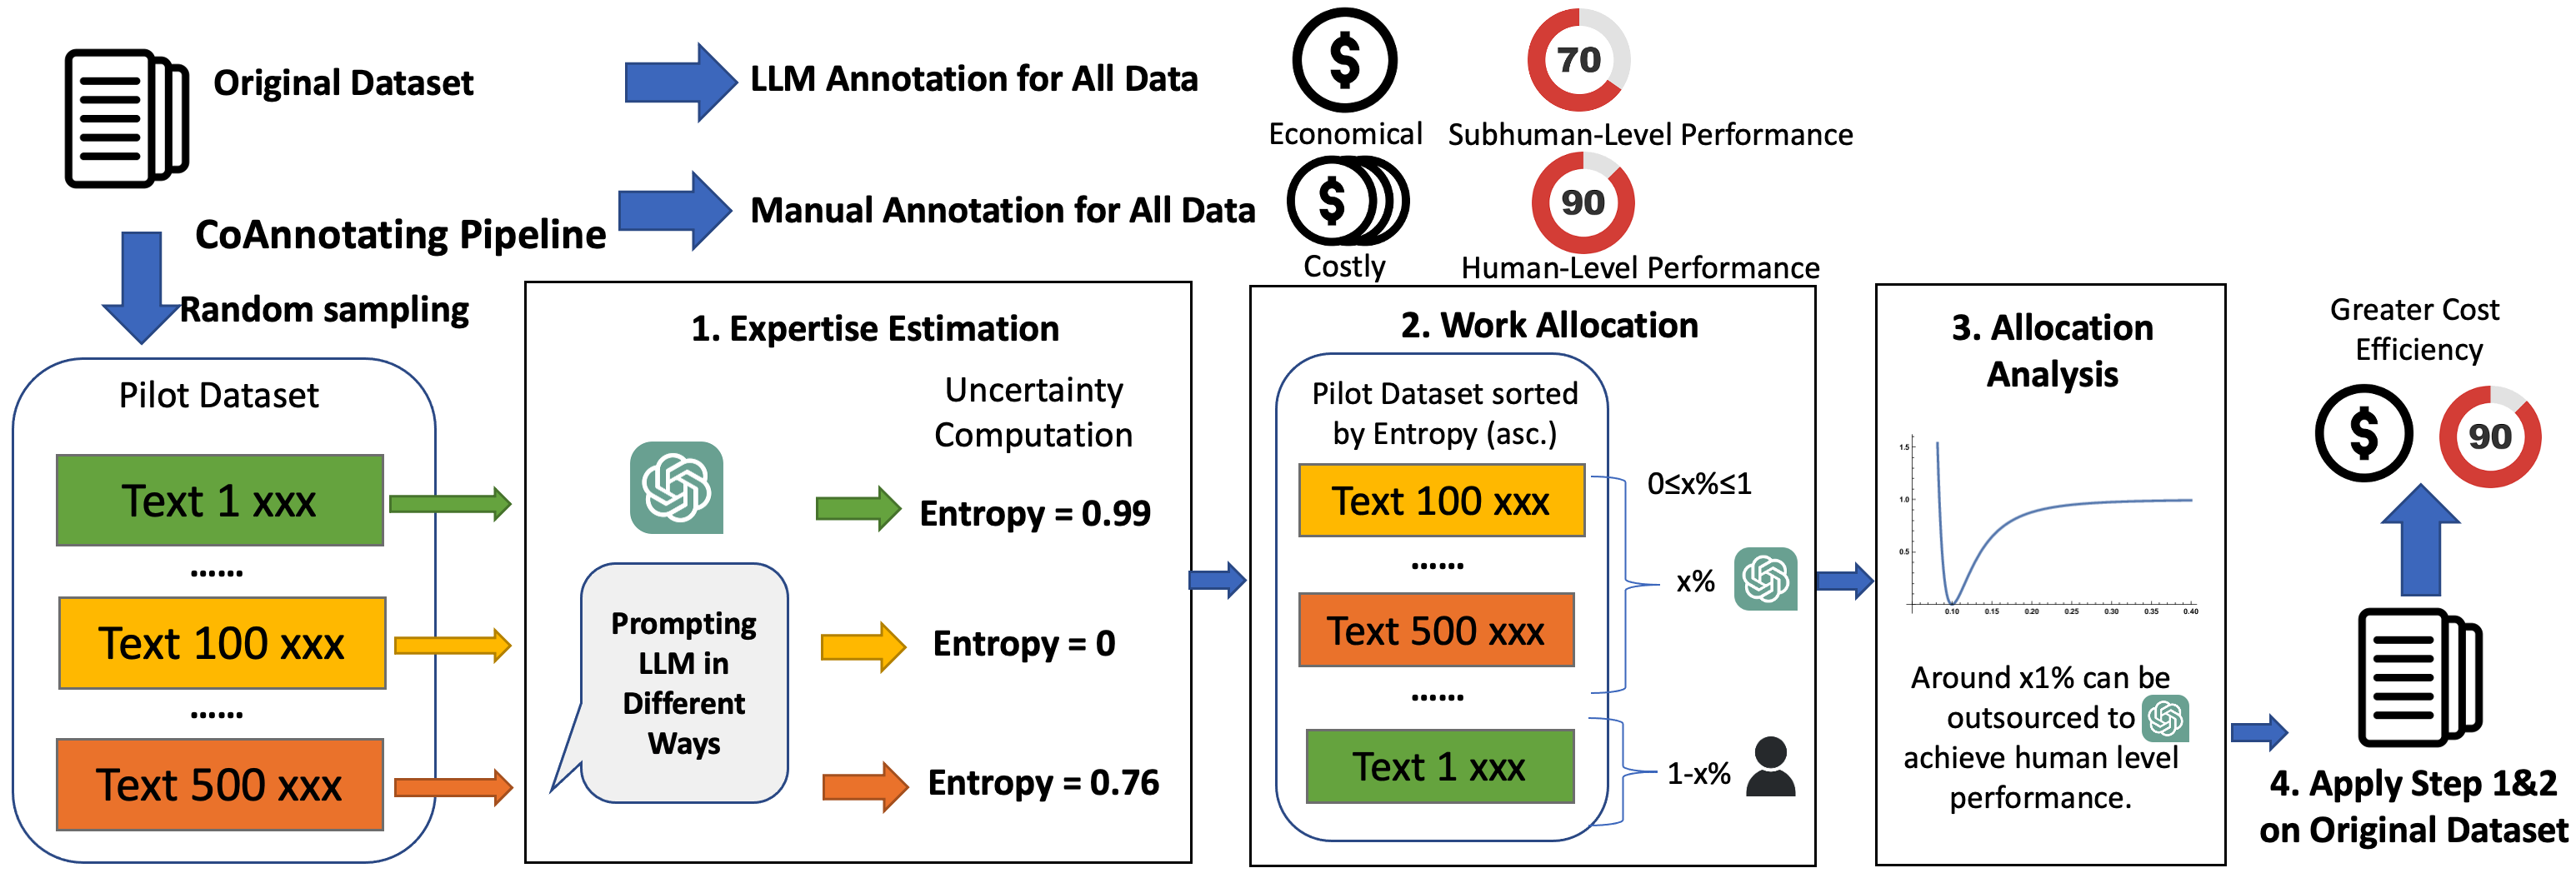 Original Dataset
LLM Annotation for All Data
$
70
Economical
Subhuman-Level Performance
Manual Annotation for All Data
$
90
Costly
Human-Level Performance
CoAnnotating Pipeline
Random sampling
Pilot Dataset
Text 1 xxx
......
Text 100 xxx
......
Text 500 xxx
1. Expertise Estimation
Uncertainty
Computation
Entropy = 0.99
Prompting
LLM in
Different
Ways
Entropy = 0
Entropy = 0.76
2. Work Allocation
Pilot Dataset sorted
by Entropy (asc.)
Text 100 xxx
......
Text 500 xxx
......
Text 1 xxx
0≤x%≤1
x%
1-x%
3. Allocation
Analysis
1.5
1.0
0.5
0.10 0.15 0.20 0.25 0.30 0.35 0.40
Around x1% can be
outsourced to
achieve human level
performance.
Greater Cost
Efficiency
$
90
4. Apply Step 1&2
on Original Dataset